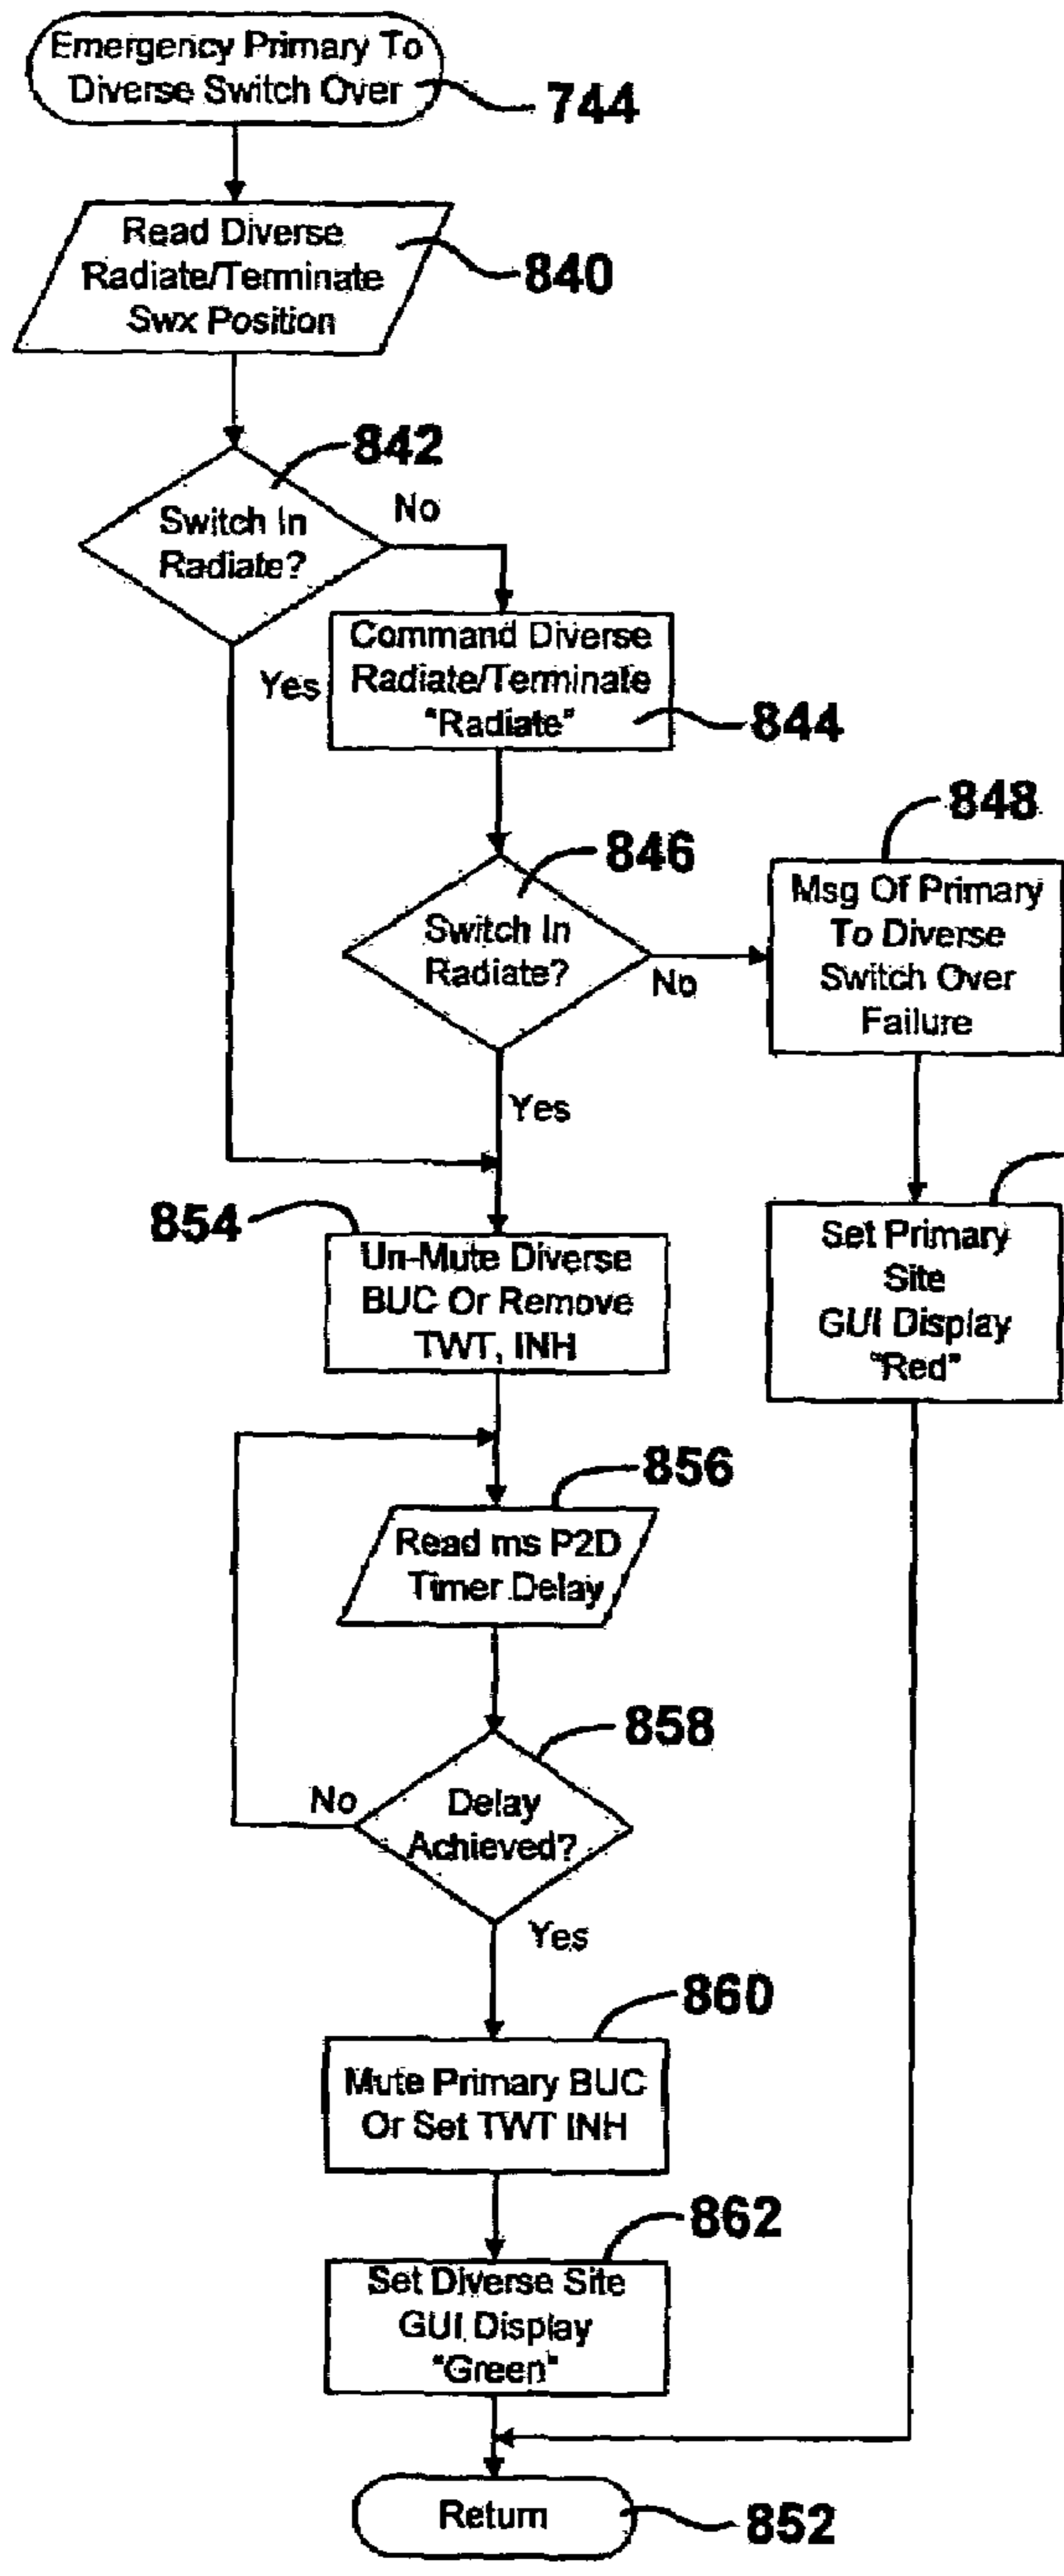 Emergency Primary To
Diverse Switch Over
744
Read Diverse
Radiate/Terminate
Swx Position
840
842
Switch In
Radiate?
No
Yes
Command Diverse
Radiate/Terminate
"Radiate"
844
846
Switch In
Radiate?
No
Yes
848
Msg Of Primary
To Diverse
Switch Over
Failure
Set Primary
Site
GUI Display
"Red"
854
Un-Mute Diverse
BUC Or Remove
TWT, INH
856
Read ms P2D
Timer Delay
858
Delay
Achieved?
No
Yes
860
Mute Primary BUC
Or Set TWT INH
862
Set Diverse Site
GUI Display
"Green"
Return
852